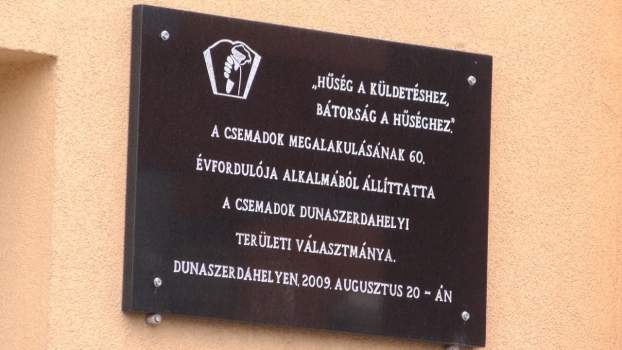 „HŰSÉG A KÜLDETÉSHEZ,
BÁTORSÁG A HŰSÉGHEZ."
A CSEMADOK MEGALAKULÁSÁNAK 60.
ÉVFORDULÓJA ALKALMÁBÓL ÁLLÍTTATTA
A CSEMADOK DUNASZERDAHELYI
TERÜLETI VÁLASZTMÁNYA.
DUNASZERDAHELYEN, 2009. AUGUSZTUS 20 - ÁN